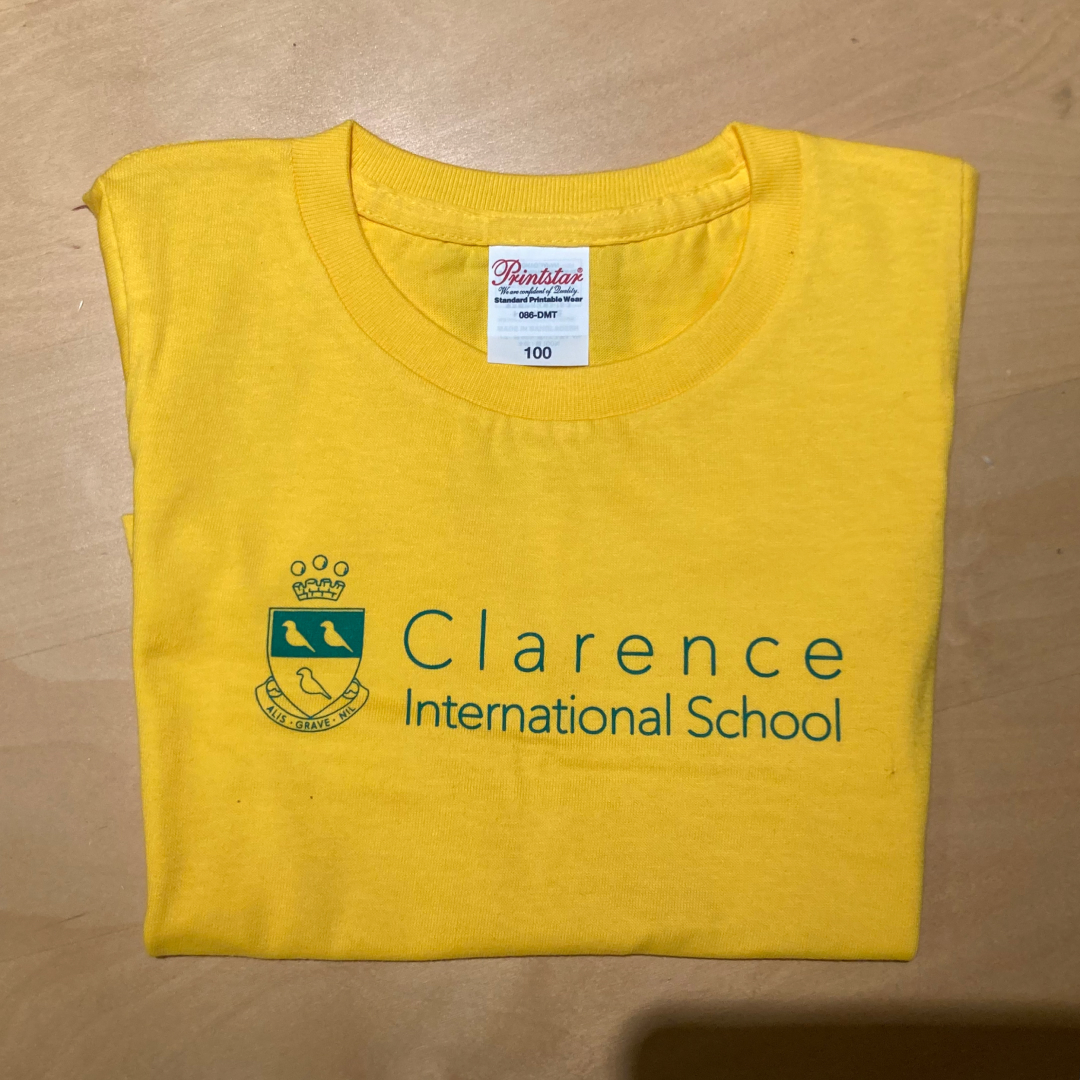 Printstar®
We are confident of Quality.
Standard Printable Wear
086-DMT
100
Clarence
International School
ALIS · GRAVE · NIL